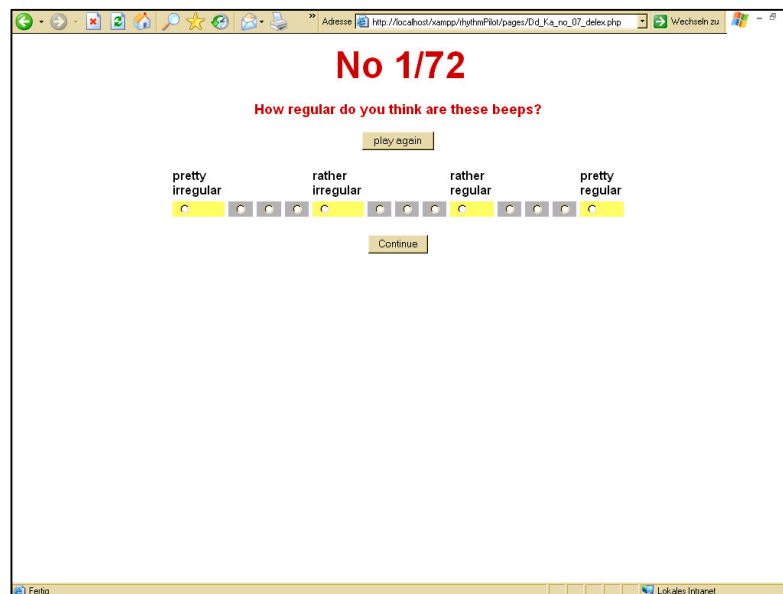 » Adresse http://localhost/xampp/rhythmPilot/pages/Dd_Ka_no_07_delex.php Wechseln zu
No 1/72
How regular do you think are these beeps?
play again
pretty rather rather pretty
irregular irregular regular regular
Continue
Fertig Lokales Intranet